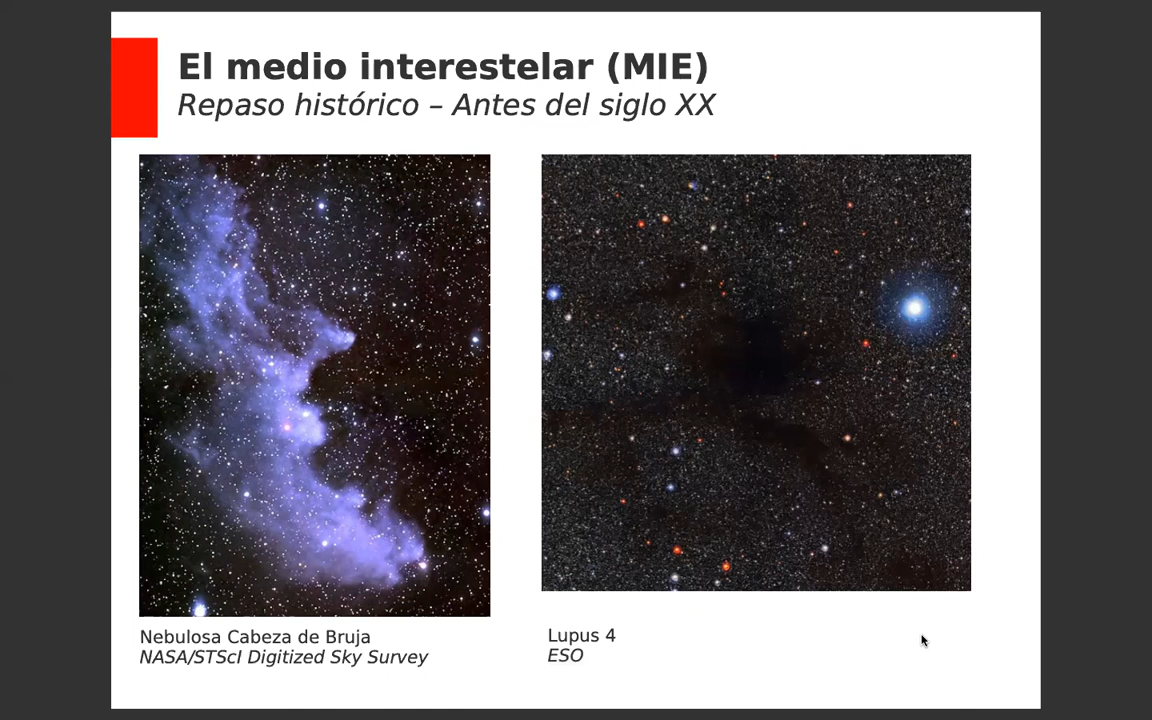 El medio interestelar (MIE)
Repaso histórico – Antes del siglo XX
Nebulosa Cabeza de Bruja
NASA/STScI Digitized Sky Survey
Lupus 4
ESO